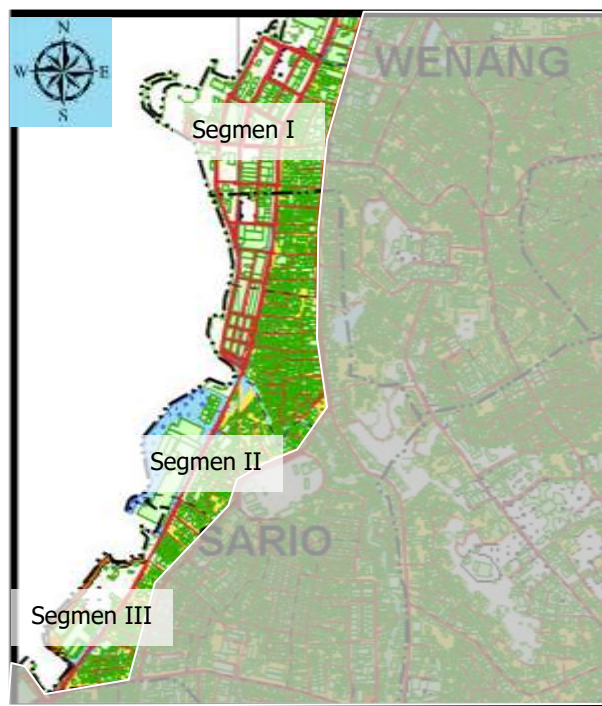 N
W E
S
WENANG
Segmen I
Segmen II
SARIO
Segmen III